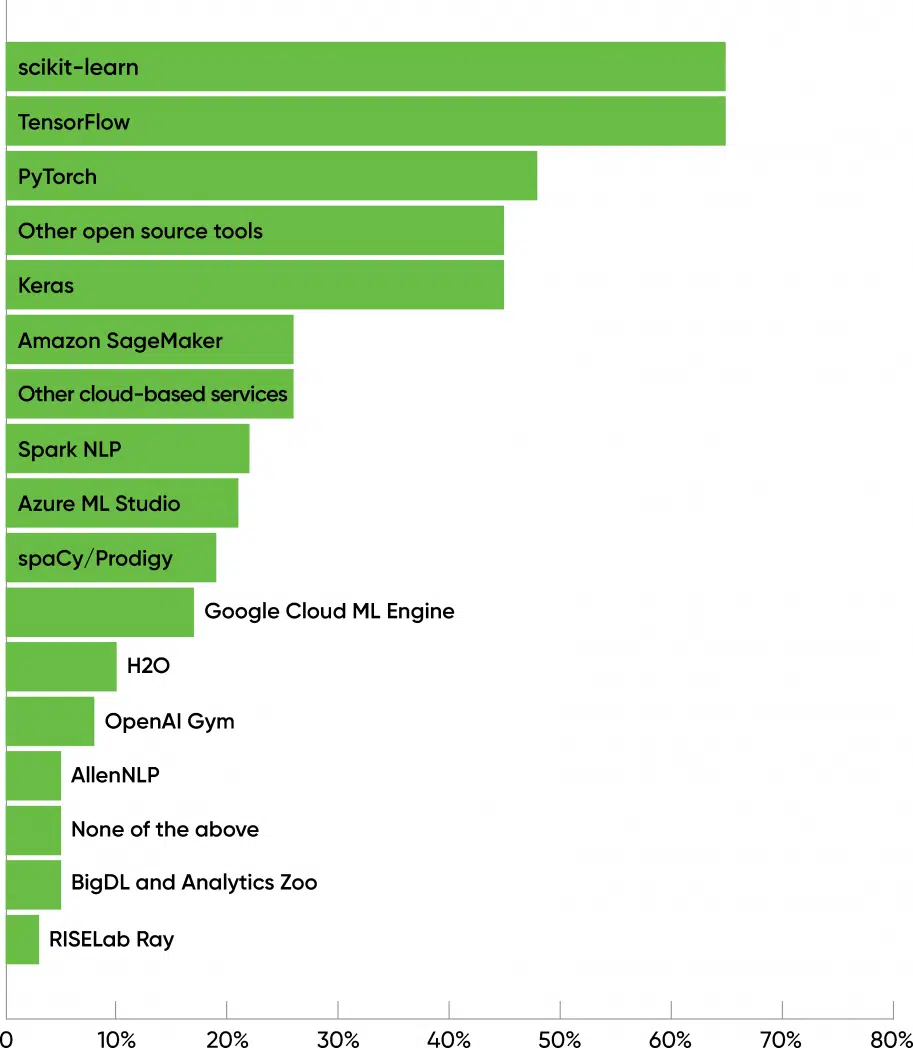 scikit-learn
TensorFlow
PyTorch
Other open source tools
Keras
Amazon SageMaker
Other cloud-based services
Spark NLP
Azure ML Studio
spaCy/Prodigy
Google Cloud ML Engine
H2O
OpenAI Gym
AllenNLP
None of the above
BigDL and Analytics Zoo
RISELab Ray
0 10% 20% 30% 40% 50% 60% 70% 80%